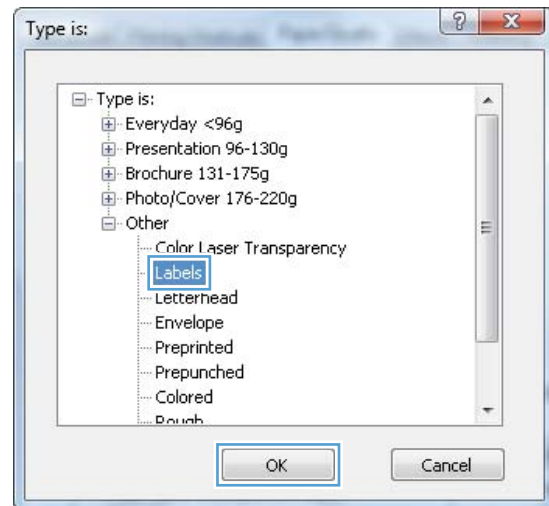 Type is:
Type is:
Everyday <96g
Presentation 96-130g
Brochure 131-175g
Photo/Cover 176-220g
Other
Color Laser Transparency
Labels
Letterhead
Envelope
Preprinted
Prepunched
Colored
Rough
OK
Cancel